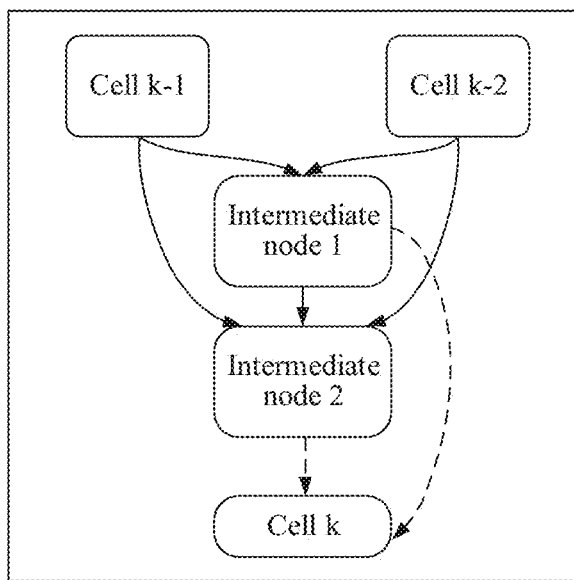 Cell k-1
Cell k-2
Intermediate
node 1
Intermediate
node 2
Cell k